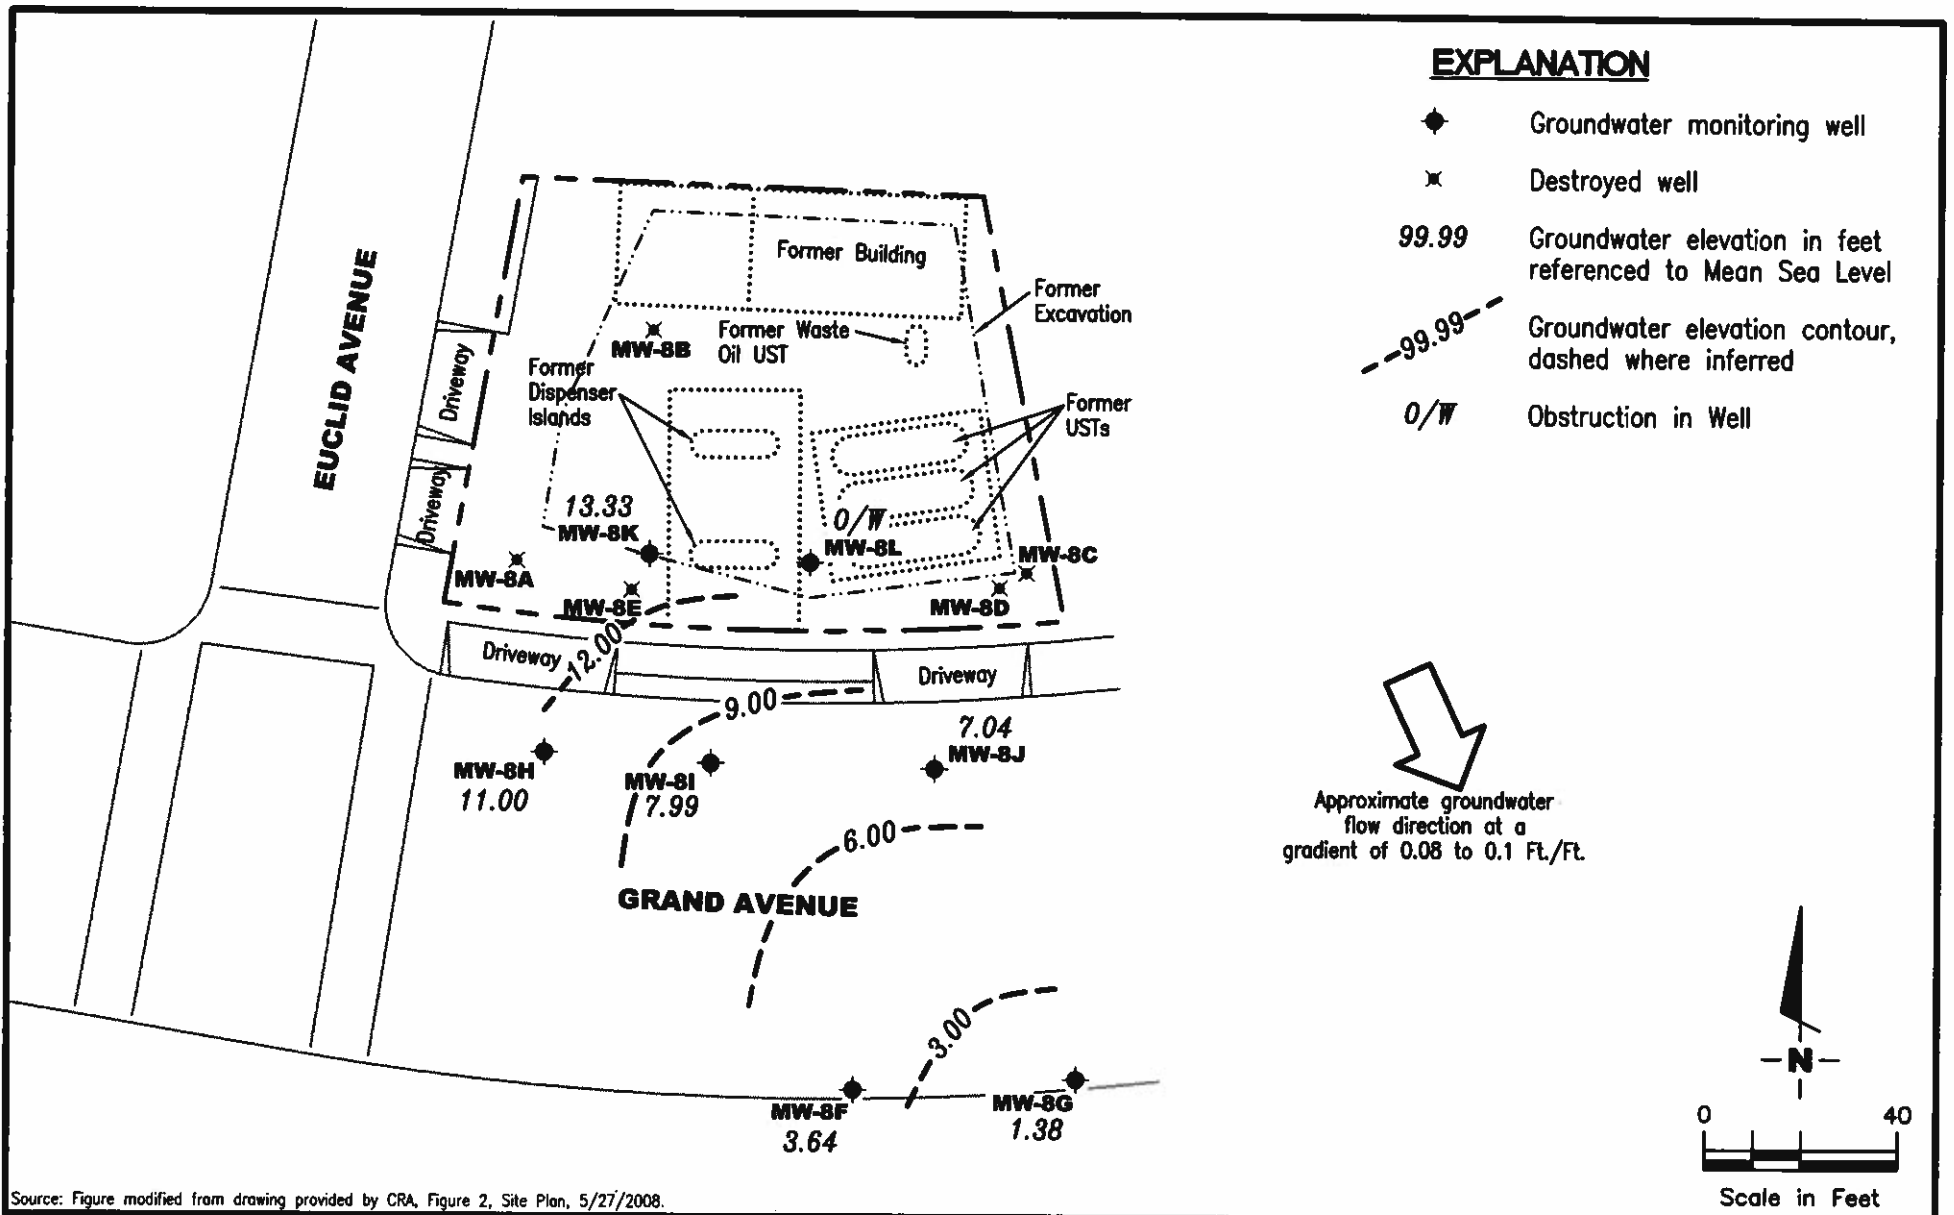 EXPLANATION
Groundwater monitoring well
Destroyed well
99.99
Groundwater elevation in feet
referenced to Mean Sea Level
99.99
Groundwater elevation contour,
dashed where inferred
O/W
Obstruction in Well
EUCLID AVENUE
Former Building
Former
Excavation
MW-8B
Former Waste
Oil UST
Driveway
Former
Dispenser
Islands
Former
USTs
Driveway
13.33
MW-8K
O/W
MW-8L
MW-8C
MW-8A
MW-8E
MW-8D
12.00
Driveway
Driveway
9.00
7.04
MW-8J
MW-8H
11.00
MW-8I
7.99
6.00
GRAND AVENUE
3.00
MW-8F
3.64
MW-8G
1.38
Approximate groundwater
flow direction at a
gradient of 0.08 to 0.1 Ft./Ft.
N
0 40
Scale in Feet
Source: Figure modified from drawing provided by CRA, Figure 2, Site Plan, 5/27/2008.